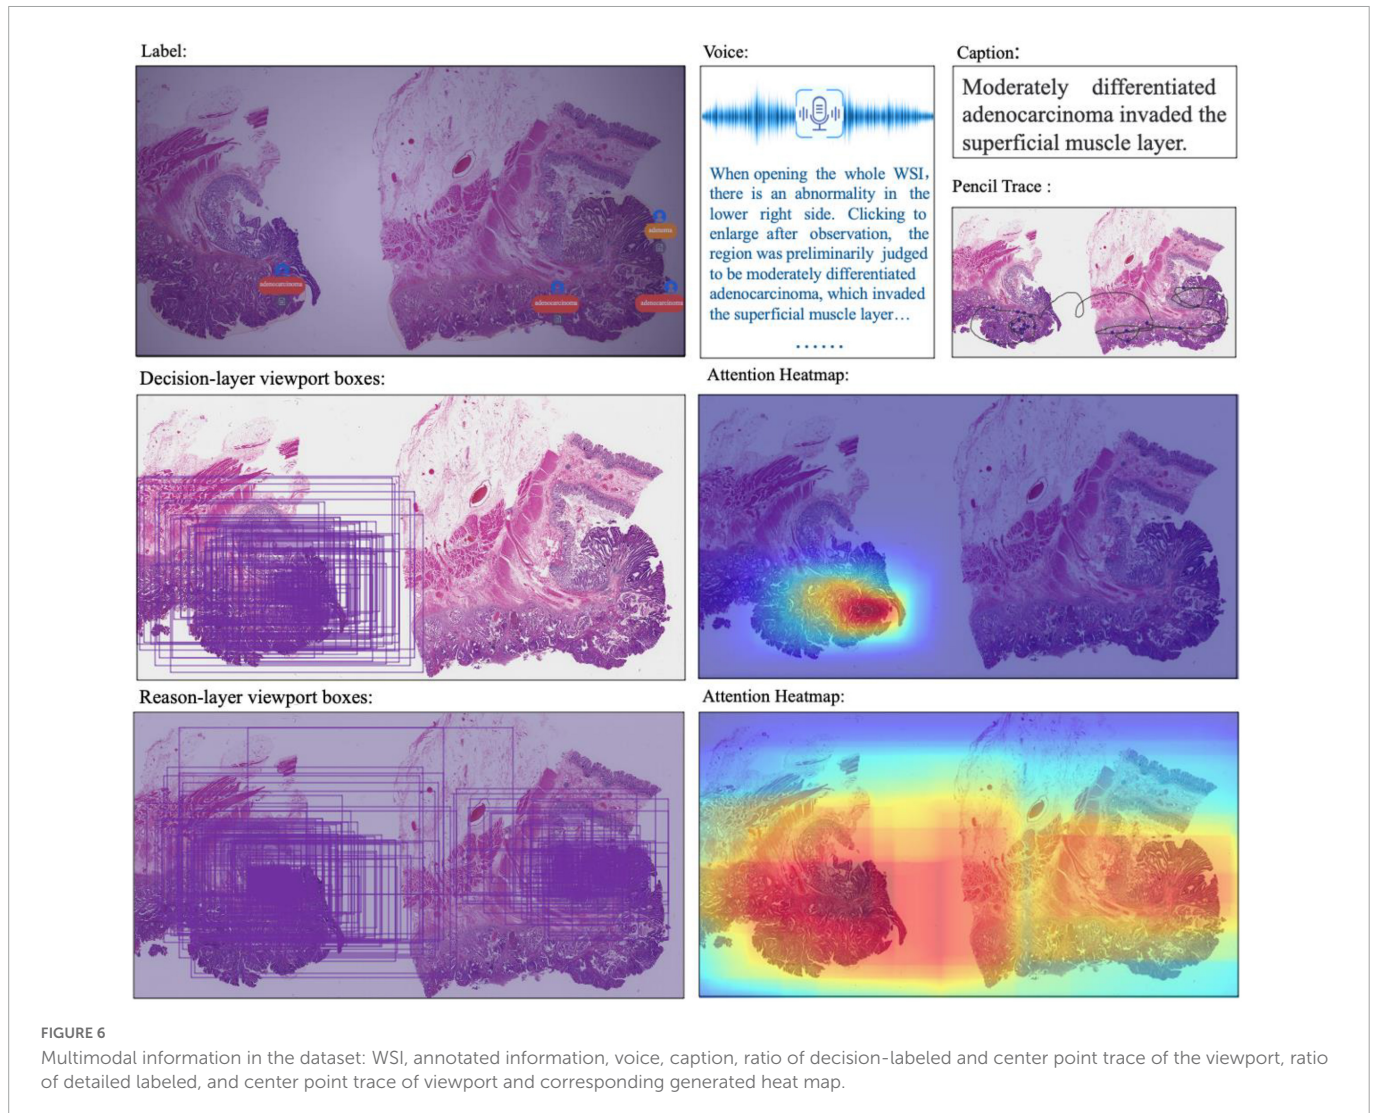 Label:
Voice:
Caption:
Moderately differentiated
adenocarcinoma invaded the
superficial muscle layer.
When opening the whole WSI,
there is an abnormality in the
lower right side. Clicking to
enlarge after observation, the
region was preliminarily judged
to be moderately differentiated
adenocarcinoma, which invaded
the superficial muscle layer…
......
Pencil Trace :
adenoma
adenocarcinoma
adenocarcinoma
adenocarcinoma
Decision-layer viewport boxes:
Attention Heatmap:
Reason-layer viewport boxes:
Attention Heatmap:
FIGURE 6
Multimodal information in the dataset: WSI, annotated information, voice, caption, ratio of decision-labeled and center point trace of the viewport, ratio
of detailed labeled, and center point trace of viewport and corresponding generated heat map.